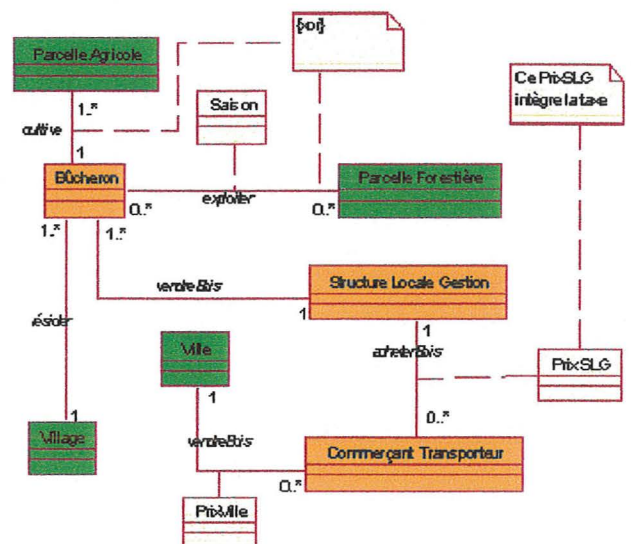 {xor}
Parcelle Agricole
Ce PrixSLG
intègre la taxe
Saison
1..*
cultive
1
Bûcheron
0..*
exploiter
0..*
Parcelle Forestière
1..*
1..*
vendreBois
1
Structure Locale Gestion
résider
1
Ville
acheterBois
PrixSLG
1
1
Village
vendreBois
0..*
Commerçant Transporteur
0..*
PrixVille